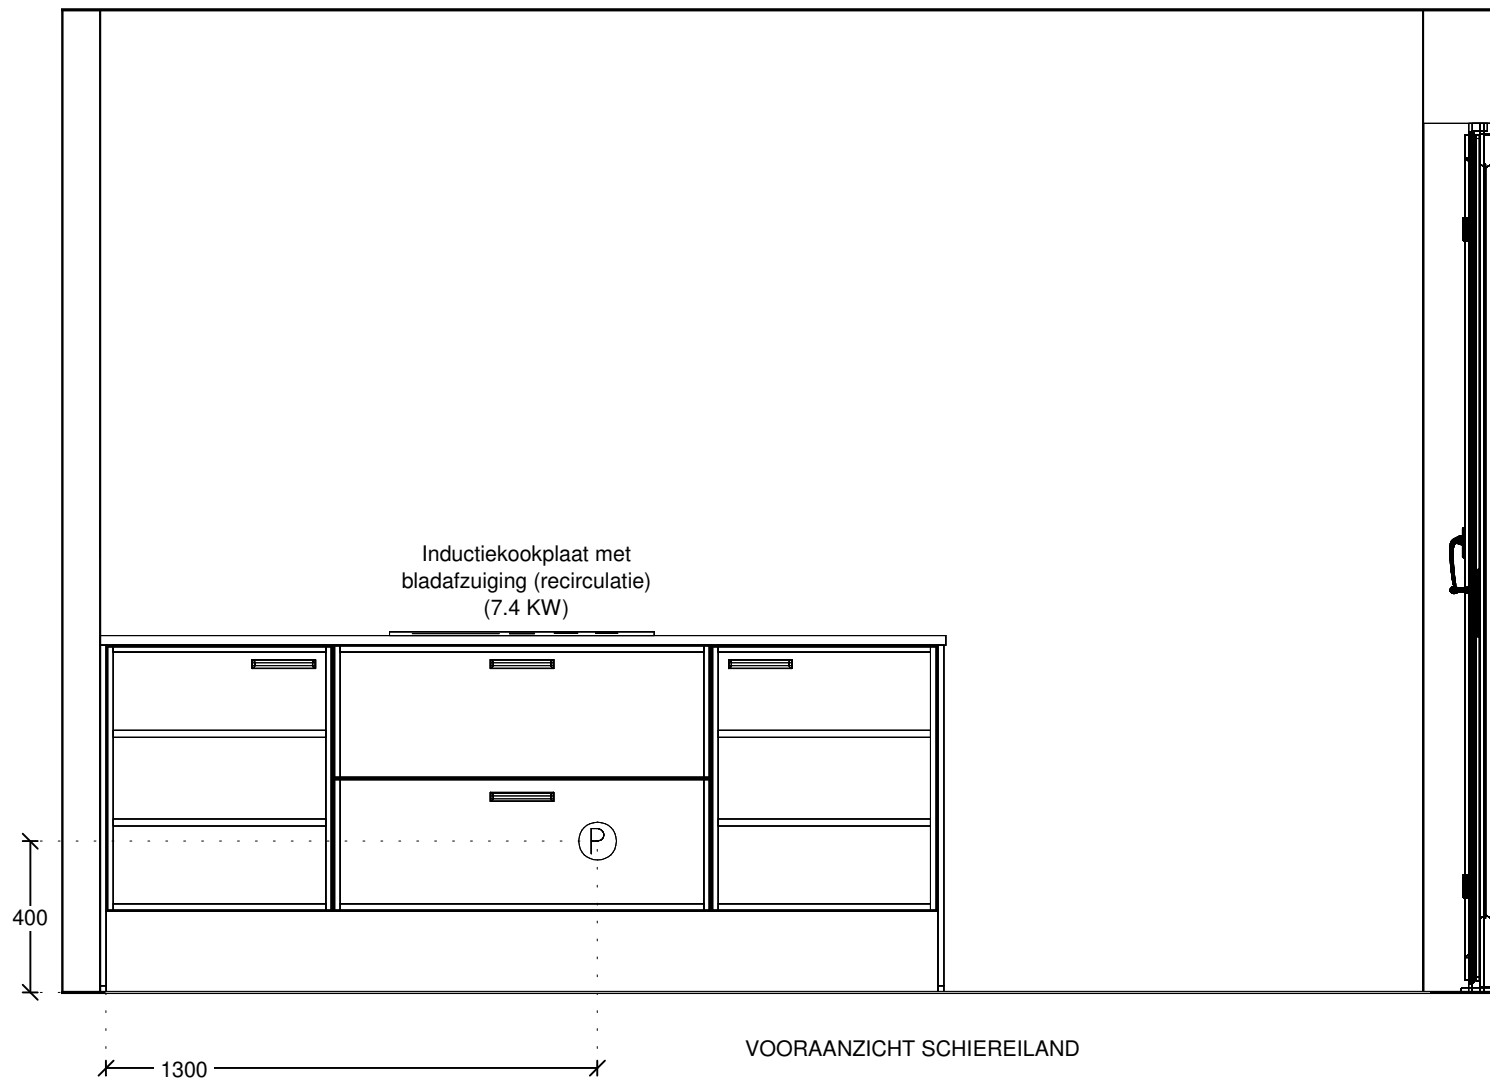 Inductiekookplaat met
bladafzuiging (recirculatie)
(7.4 KW)
P
400
1300
VOORAANZICHT SCHIEREILAND